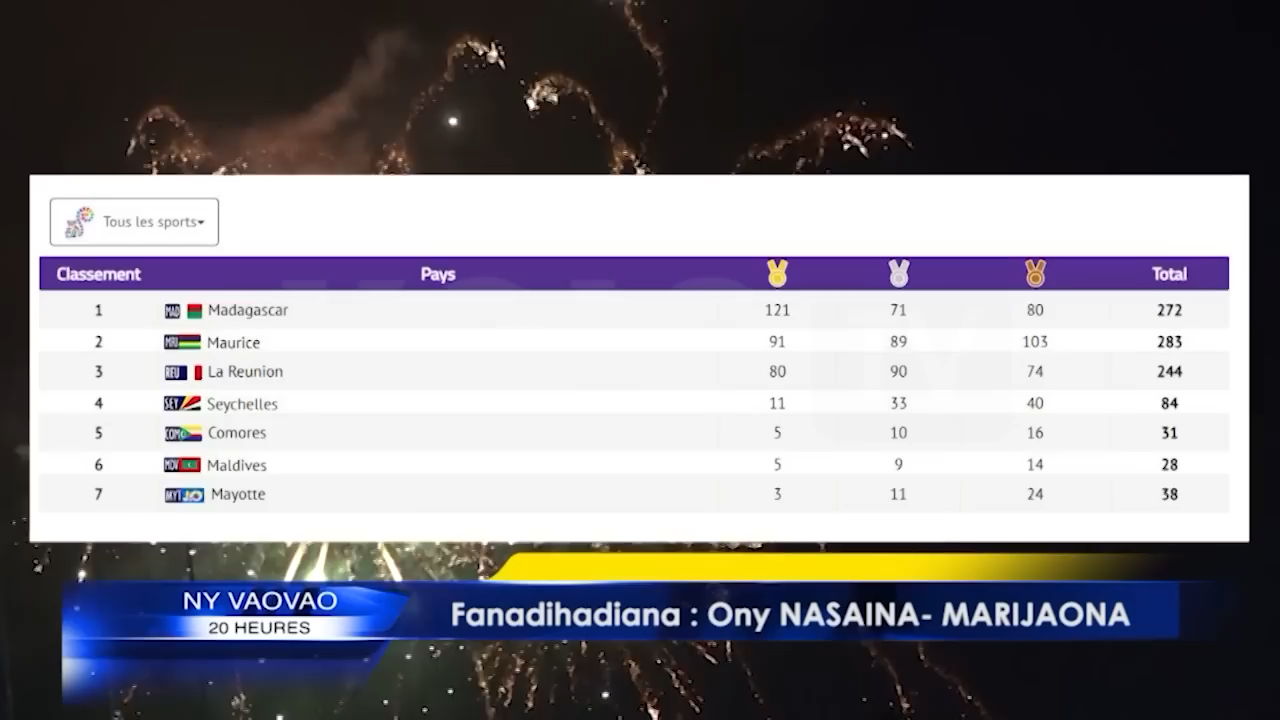 Tous les sports
Classement Pays Total
1 MAD Madagascar 121 71 80 272
2 MRI Maurice 91 89 103 283
3 REU La Reunion 80 90 74 244
4 SEY Seychelles 11 33 40 84
5 COM Comores 5 10 16 31
6 MDV Maldives 5 9 14 28
7 MYT Mayotte 3 11 24 38
NY VAOVAO
20 HEURES
Fanadihadiana : Ony NASAINA- MARIJAONA